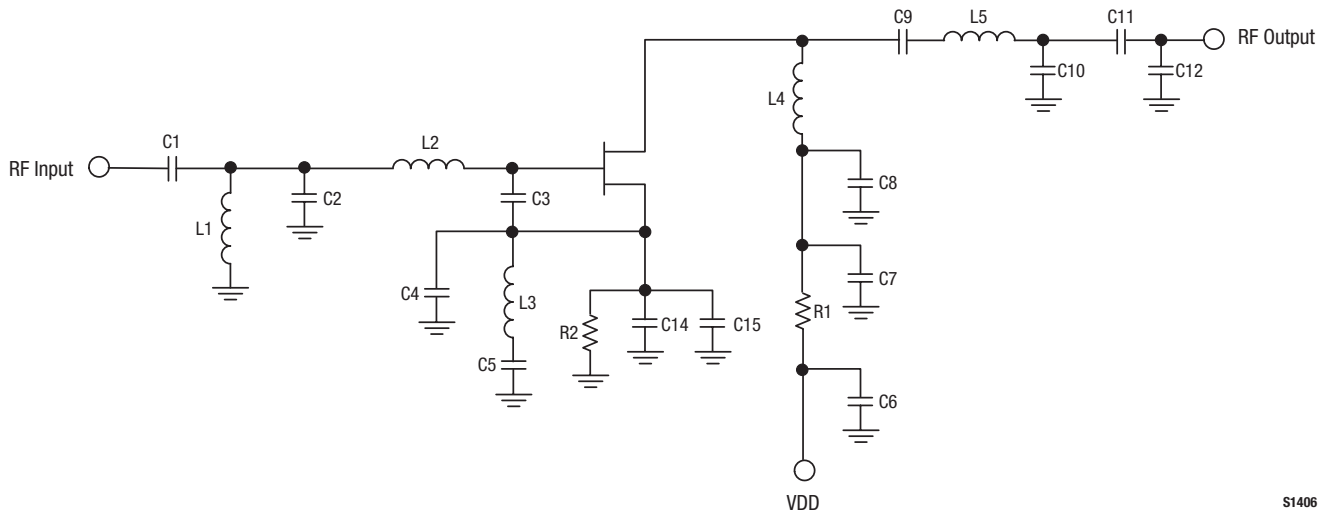 C9
L5
C11
RF Output
C10
C12
L4
C1
L2
RF Input
C8
C2
C3
L1
C7
C4
L3
R1
R2
C14
C15
C5
C6
VDD
S1406